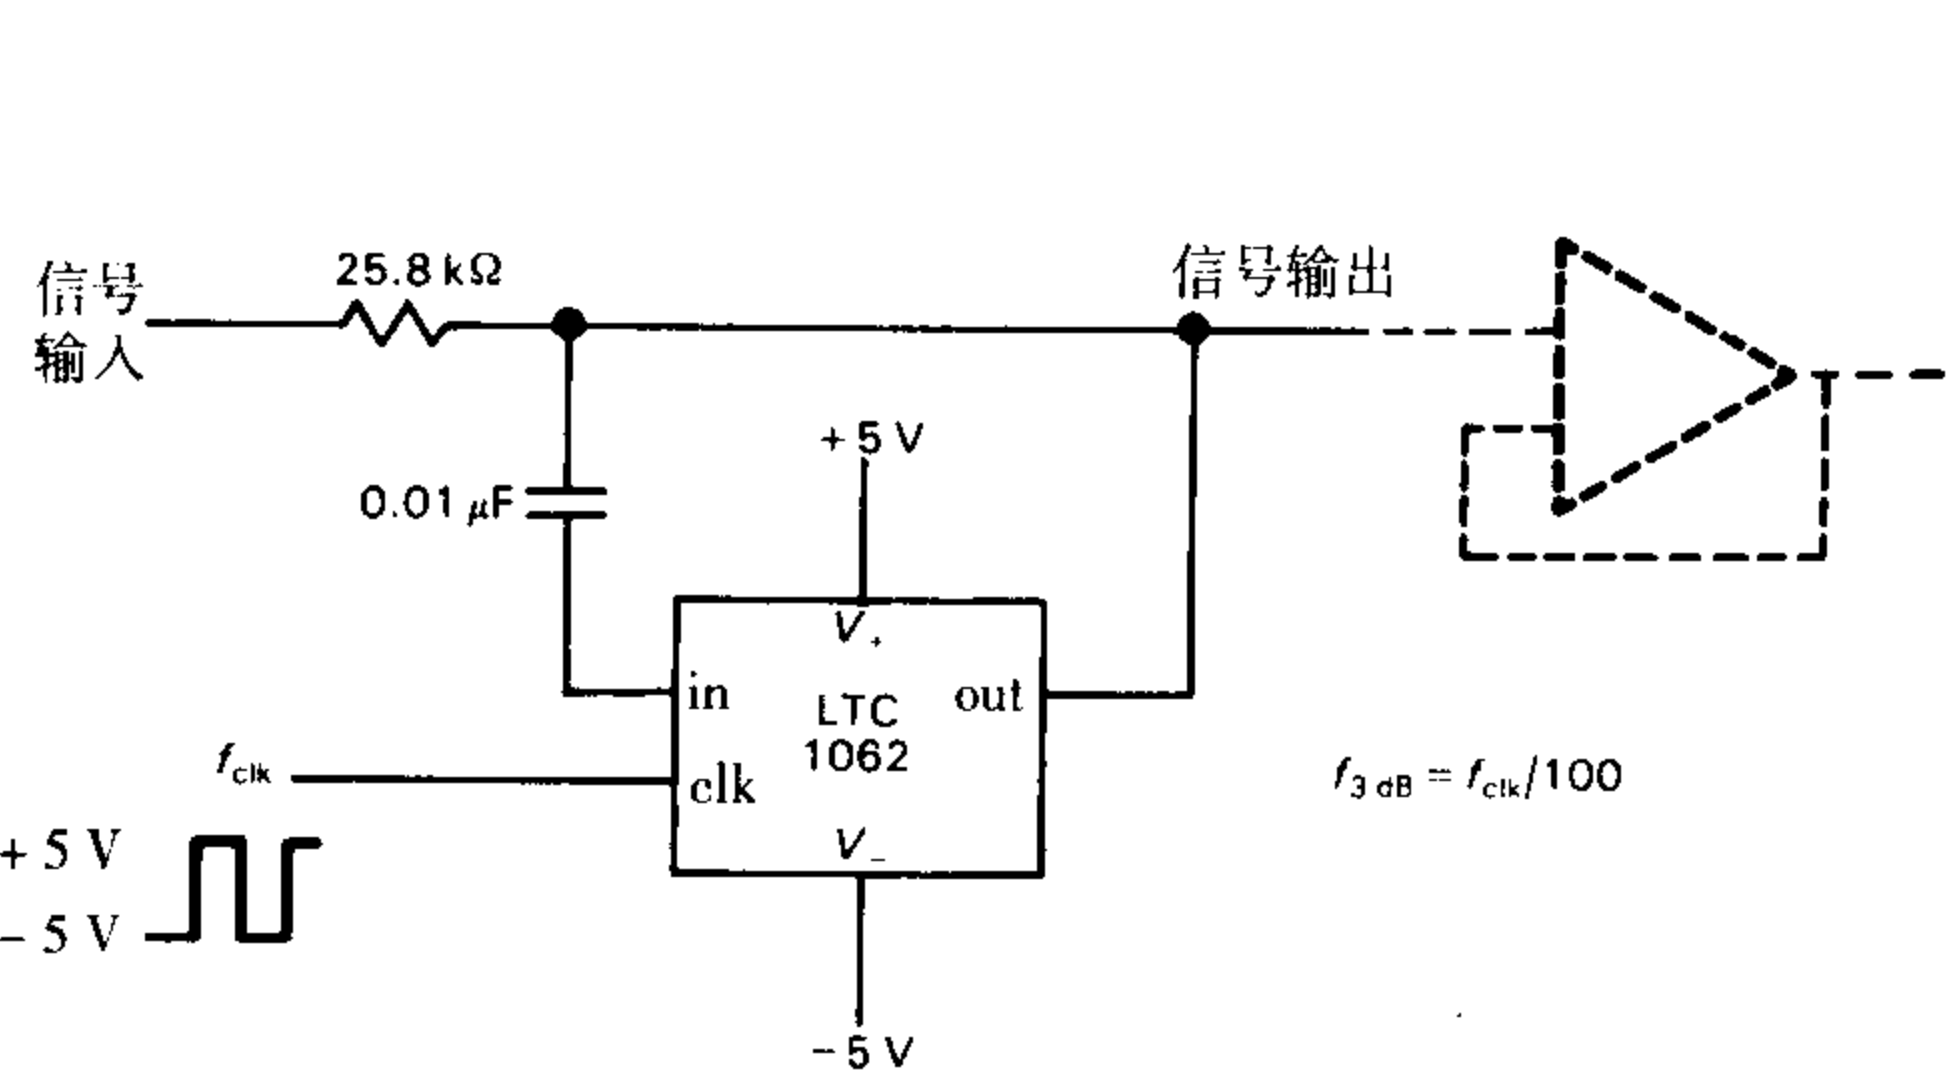 信号
输入
25.8 kΩ
信号输出
+5 V
0.01 μF
V+
in
out
LTC
1062
fclk
clk
f3 dB = fclk/100
V−
+ 5 V
− 5 V
−5 V